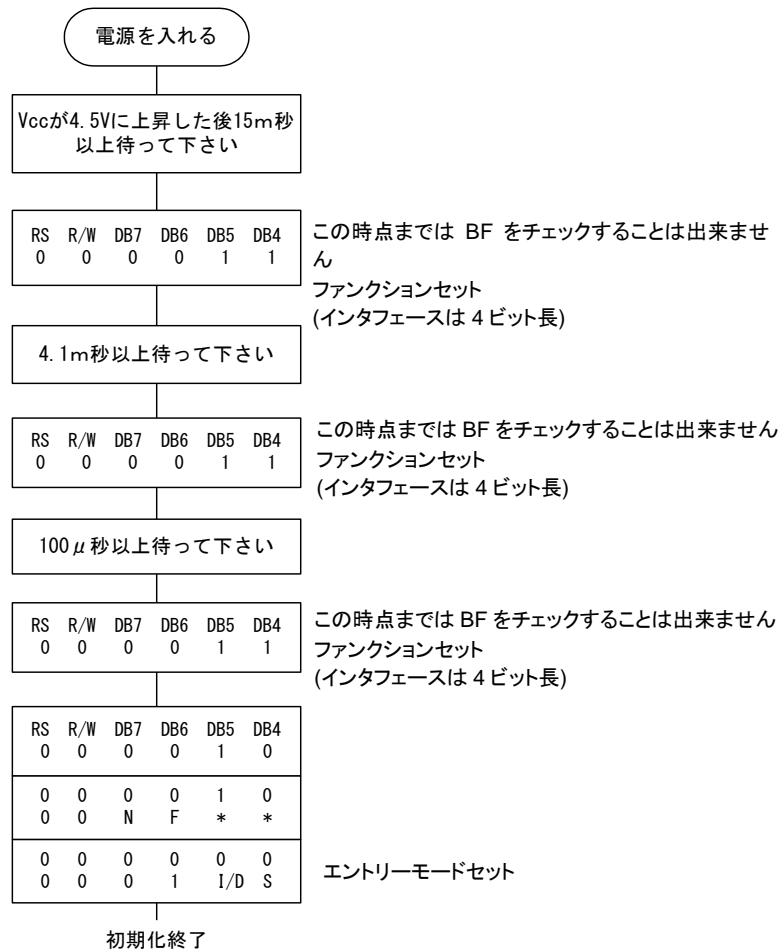 電源を入れる
Vccが4.5Vに上昇した後15m秒
以上待って下さい
RS R/W DB7 DB6 DB5 DB4
0 0 0 0 1 1
この時点までは BF をチェックすることは出来ませ
ん
ファンクションセット
(インタフェースは 4 ビット長)
4.1m秒以上待って下さい
RS R/W DB7 DB6 DB5 DB4
0 0 0 0 1 1
この時点までは BF をチェックすることは出来ません
ファンクションセット
(インタフェースは 4 ビット長)
100μ秒以上待って下さい
RS R/W DB7 DB6 DB5 DB4
0 0 0 0 1 1
この時点までは BF をチェックすることは出来ません
ファンクションセット
(インタフェースは 4 ビット長)
RS R/W DB7 DB6 DB5 DB4
0 0 0 0 1 0
0 0 0 0 1 0
0 0 N F * *
0 0 0 0 0 0
0 0 0 1 I/D S
エントリーモードセット
初期化終了